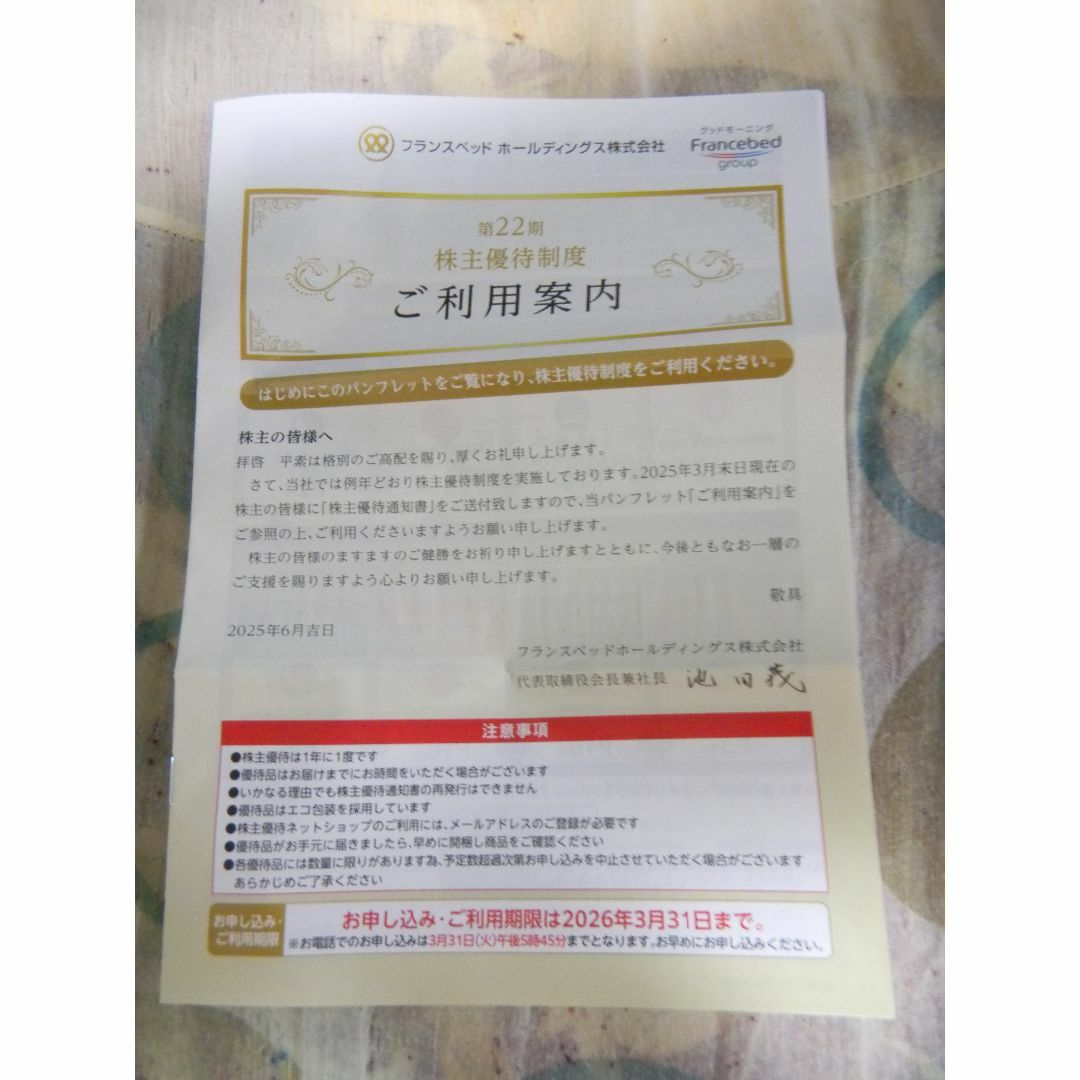 フランスベッド ホールディングス株式会社
グッドモーニング
Francebed
group
第22期
株主優待制度
ご利用案内
はじめにこのパンフレットをご覧になり、株主優待制度をご利用ください。
株主の皆様へ
拝啓　平素は格別のご高配を賜り、厚くお礼申し上げます。
さて、当社では例年どおり株主優待制度を実施しております。2025年3月末日現在の
株主の皆様に「株主優待通知書」をご送付致しますので、当パンフレット「ご利用案内」を
ご参照の上、ご利用くださいますようお願い申し上げます。
株主の皆様のますますのご健勝をお祈り申し上げますとともに、今後ともなお一層の
ご支援を賜りますよう心よりお願い申し上げます。
敬具
2025年6月吉日
フランスベッドホールディングス株式会社
代表取締役会長兼社長　池田茂
注意事項
●株主優待は1年に1度です
●優待品はお届けまでにお時間をいただく場合がございます
●いかなる理由でも株主優待通知書の再発行はできません
●優待品はエコ包装を採用しています
●株主優待ネットショップのご利用には、メールアドレスのご登録が必要です
●優待品がお手元に届きましたら、早めに開梱し商品をご確認ください
●各優待品には数量に限りがあります為、予定数超過次第お申し込みを中止させていただく場合がございます
あらかじめご了承ください
お申し込み・
ご利用期限
お申し込み・ご利用期限は2026年3月31日まで。
※お電話でのお申し込みは3月31日(火)午後5時45分までとなります。お早めにお申し込みください。